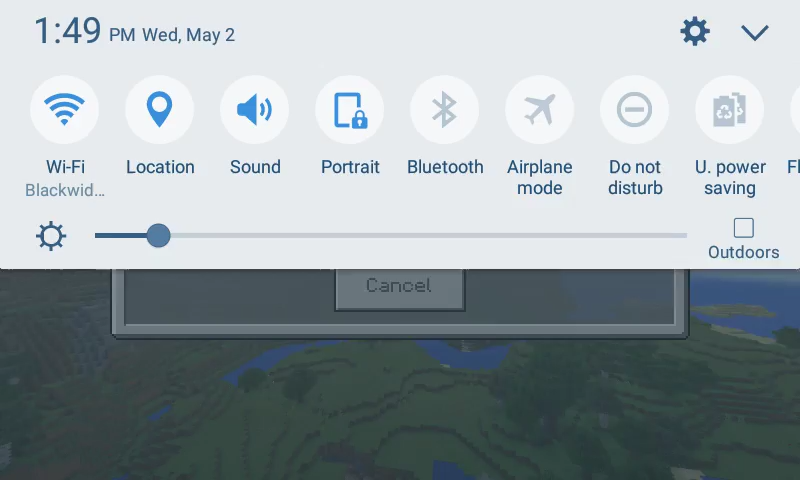 1:49 PM Wed, May 2
Wi-Fi
Blackwid...
Location
Sound
Portrait
Bluetooth
Airplane
mode
Do not
disturb
U. power
saving
Fl
Outdoors
Cancel